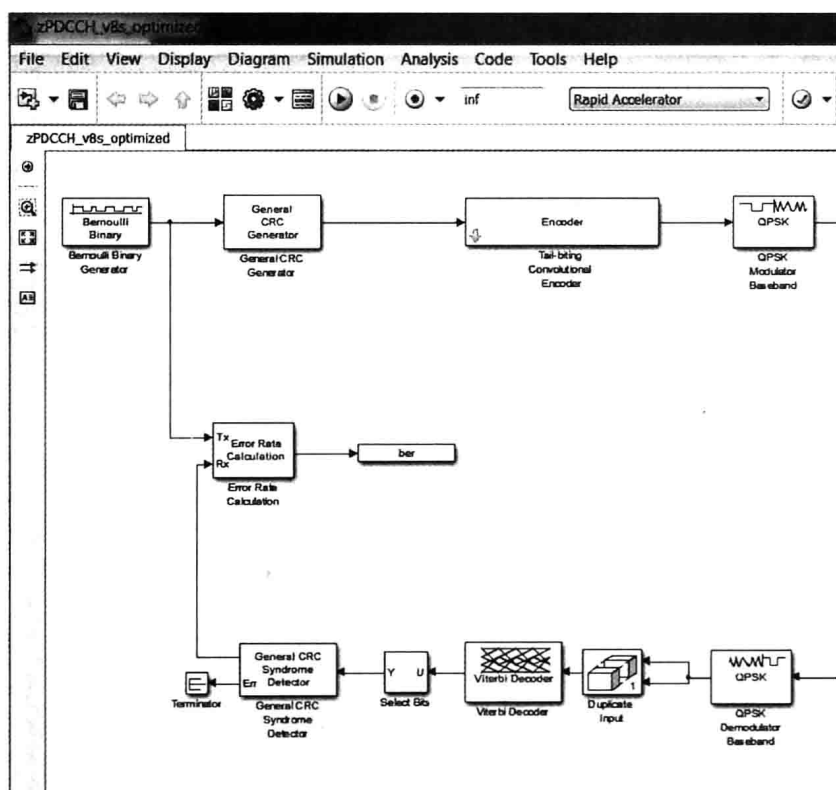 zPDCCH_v8s_optimized
File Edit View Display Diagram Simulation Analysis Code Tools Help
inf Rapid Accelerator
zPDCCH_v8s_optimized
Bernoulli
Binary
Bernoulli Binary
Generator
General
CRC
Generator
General CRC
Generator
Encoder
Tail-biting
Convolutional
Encoder
QPSK
QPSK
Modulator
Baseband
Tx
Rx
Error Rate
Calculation
Error Rate
Calculation
ber
Terminator
General CRC
Syndrome
Detector
Err
General CRC
Syndrome
Detector
Y U
Select Bits
Viterbi Decoder
Viterbi Decoder
1
Duplicate
Input
QPSK
QPSK
Demodulator
Baseband